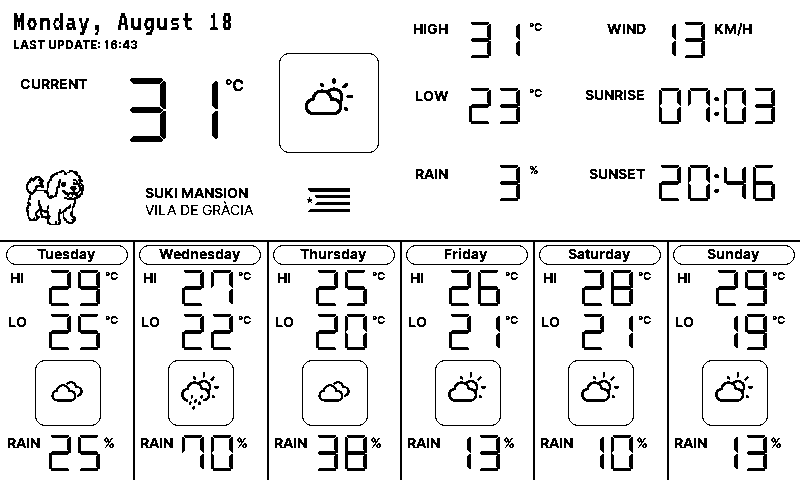 Monday, August 18
LAST UPDATE: 16:43
CURRENT 31 °C
HIGH 31 °C
WIND 13 KM/H
LOW 23 °C
SUNRISE 07:03
RAIN 3 %
SUNSET 20:46
SUKI MANSION
VILA DE GRÀCIA
Tuesday
HI 29 °C
LO 25 °C
RAIN 25 %
Wednesday
HI 27 °C
LO 22 °C
RAIN 70 %
Thursday
HI 25 °C
LO 20 °C
RAIN 38 %
Friday
HI 26 °C
LO 21 °C
RAIN 13 %
Saturday
HI 28 °C
LO 21 °C
RAIN 10 %
Sunday
HI 29 °C
LO 19 °C
RAIN 13 %